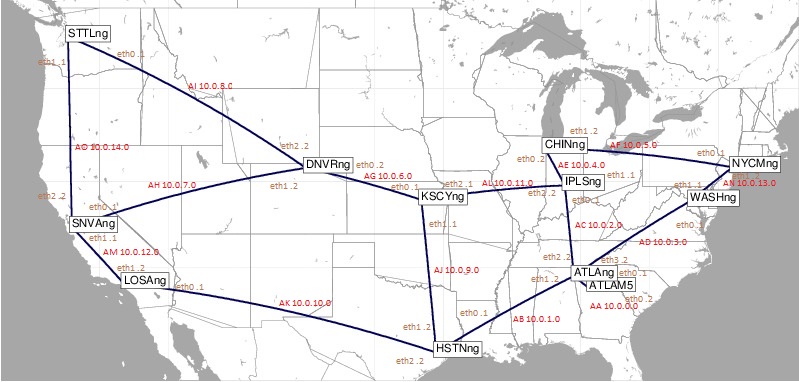 STTLng
eth0 .1
eth1 .1
AI 10.0.8.0
CHINng
eth1 .2
AF 10.0.5.0
eth0 .1
NYCMng
AO 10.0.14.0
eth2 .2
DNVRng
eth0 .2
eth0 .2
AE 10.0.4.0
AG 10.0.6.0
eth1 .1
AH 10.0.7.0
eth1 .2
eth0 .1
eth2 .1
AL 10.0.11.0
IPLSng
eth1 .1
eth1 .2
AN 10.0.13.0
eth2 .2
KSCYng
eth2 .2
eth0 .1
WASHng
eth0 .1
SNVAng
eth1 .1
AC 10.0.2.0
eth0 .2
eth1 .1
AD 10.0.3.0
AM 10.0.12.0
eth2 .2
eth3 .2
eth1 .2
AJ 10.0.9.0
ATLAng
eth0 .1
LOSAng
eth0 .1
ATLAM5
AK 10.0.10.0
eth0 .2
AA 10.0.0.0
eth0 .1
AB 10.0.1.0
eth1 .1
eth1 .2
HSTNng
eth2 .2